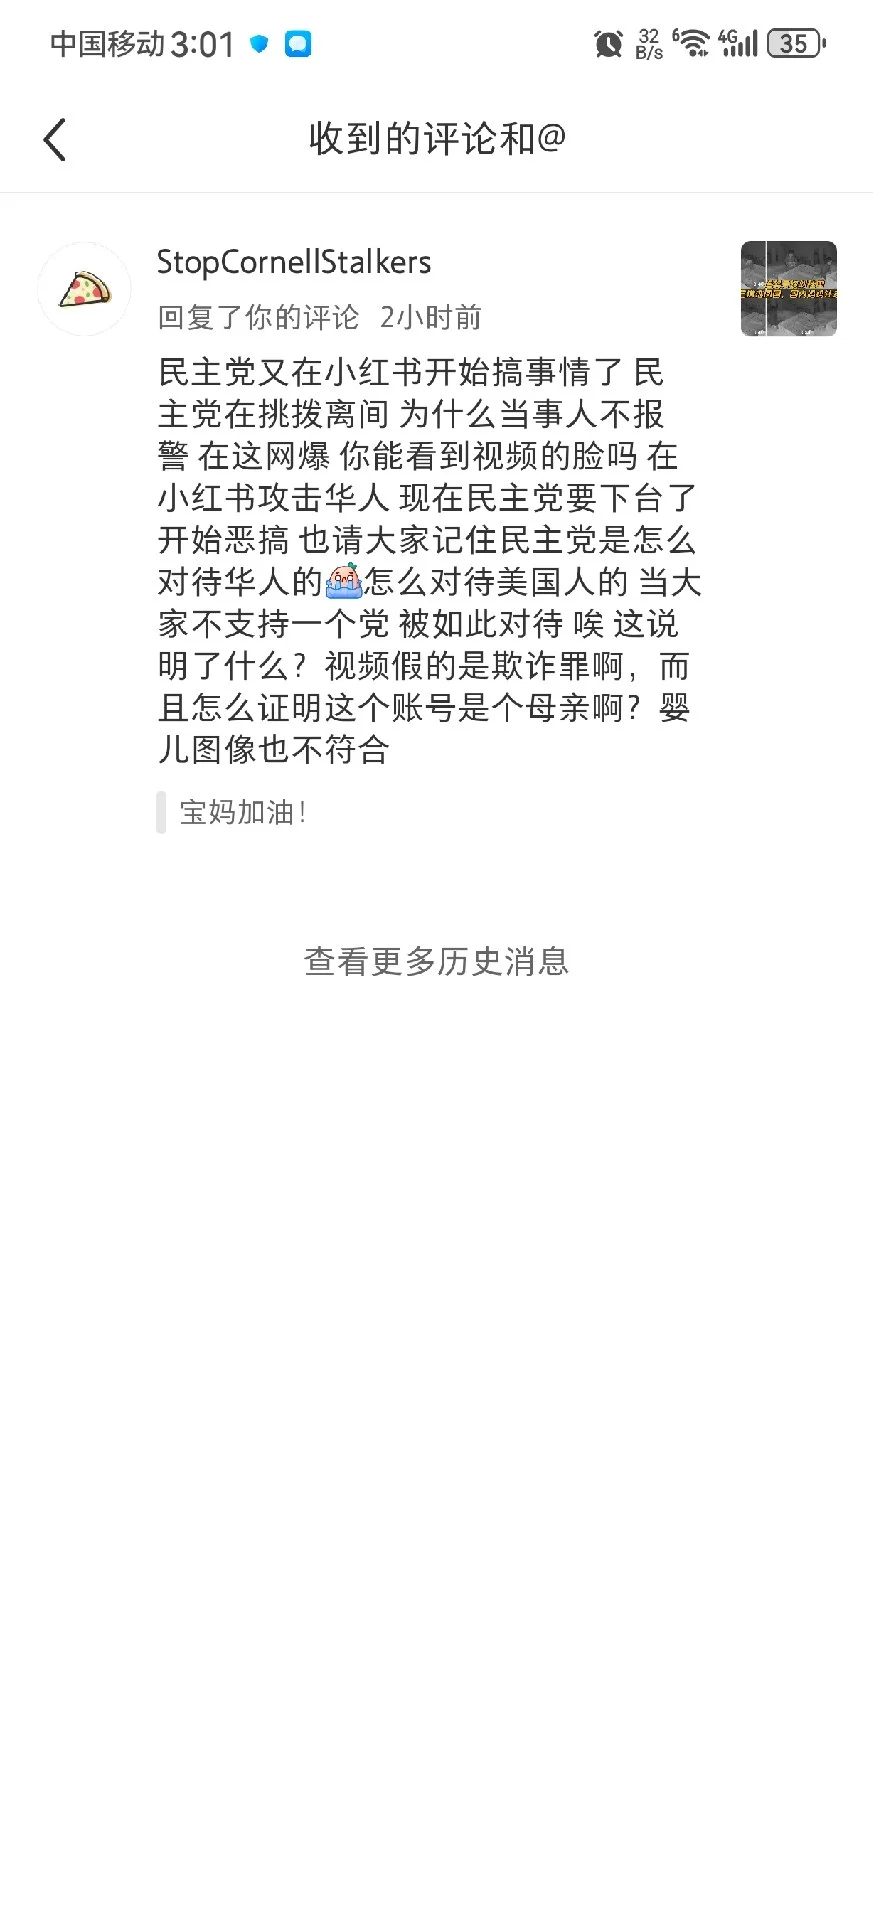 中国移动 3:01 32 B/s 6 4G 35
收到的评论和@
StopCornellStalkers
回复了你的评论 2小时前
民主党又在小红书开始搞事情了 民
主党在挑拨离间 为什么当事人不报
警 在这网爆 你能看到视频的脸吗 在
小红书攻击华人 现在民主党要下台了
开始恶搞 也请大家记住民主党是怎么
对待华人的怎么对待美国人的 当大
家不支持一个党 被如此对待 唉 这说
明了什么？视频假的是欺诈罪啊，而
且怎么证明这个账号是个母亲啊？婴
儿图像也不符合
宝妈加油！
查看更多历史消息